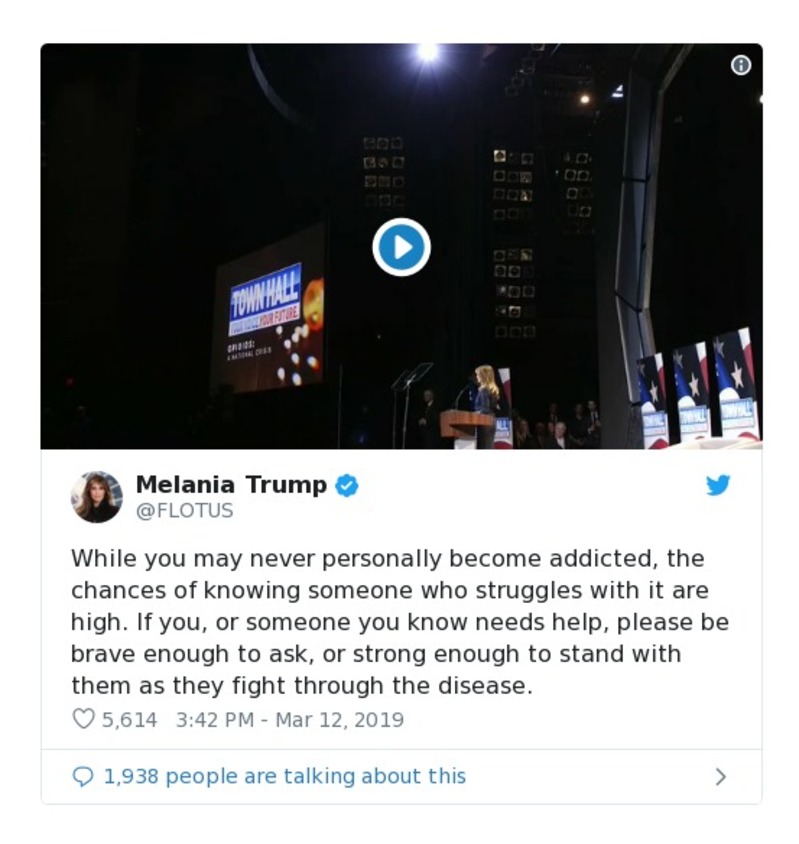 TOWN HALL
YOUR VOICE YOUR FUTURE.
OPIOIDS:
A NATIONAL CRISIS
Melania Trump
@FLOTUS
While you may never personally become addicted, the
chances of knowing someone who struggles with it are
high. If you, or someone you know needs help, please be
brave enough to ask, or strong enough to stand with
them as they fight through the disease.
5,614 3:42 PM - Mar 12, 2019
1,938 people are talking about this